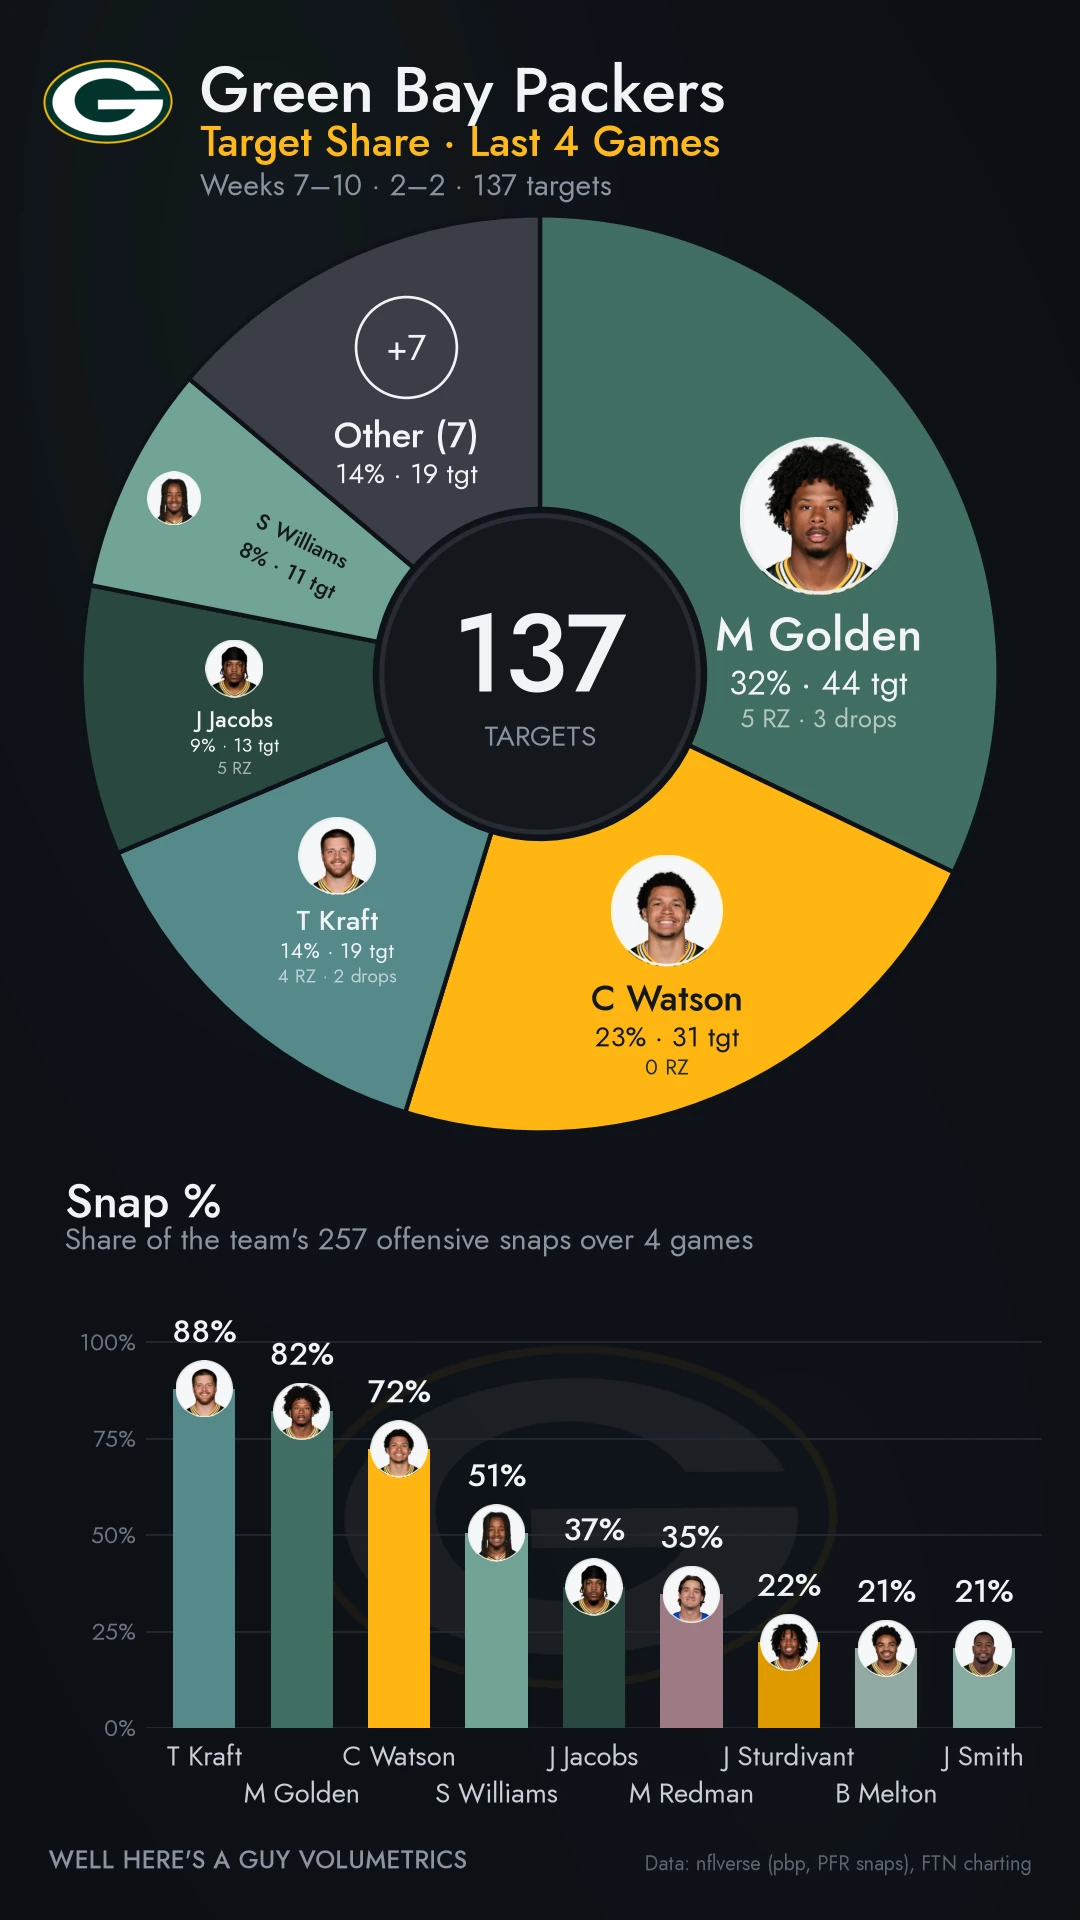 Green Bay Packers
Target Share · Last 4 Games
Weeks 7–10 · 2–2 · 137 targets
+7
Other (7)
14% · 19 tgt
M Golden
32% · 44 tgt
5 RZ · 3 drops
S Williams
8% · 11 tgt
137
TARGETS
J Jacobs
9% · 13 tgt
5 RZ
T Kraft
14% · 19 tgt
4 RZ · 2 drops
C Watson
23% · 31 tgt
0 RZ
Snap %
Share of the team's 257 offensive snaps over 4 games
100%
75%
50%
25%
0%
88%
82%
72%
51%
37%
35%
22%
21%
21%
T Kraft
M Golden
C Watson
S Williams
J Jacobs
M Redman
J Sturdivant
B Melton
J Smith
WELL HERE'S A GUY VOLUMETRICS
Data: nflverse (pbp, PFR snaps), FTN charting